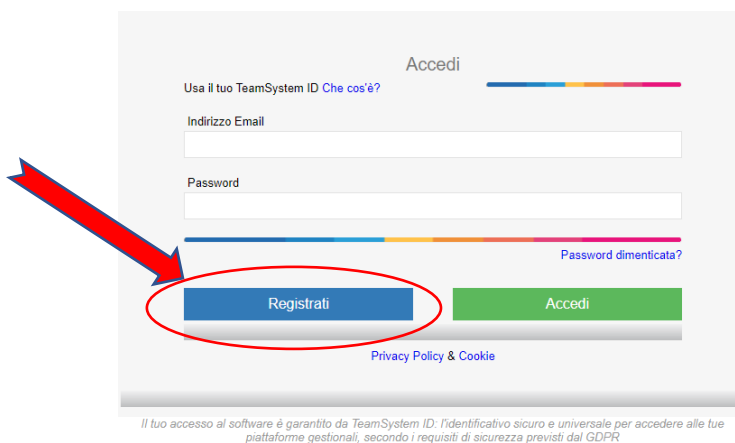 Accedi
Usa il tuo TeamSystem ID Che cos'è?
Indirizzo Email
Password
Password dimenticata?
Registrati
Accedi
Privacy Policy & Cookie
Il tuo accesso al software è garantito da TeamSystem ID: l'identificativo sicuro e universale per accedere alle tue
piattaforme gestionali, secondo i requisiti di sicurezza previsti dal GDPR